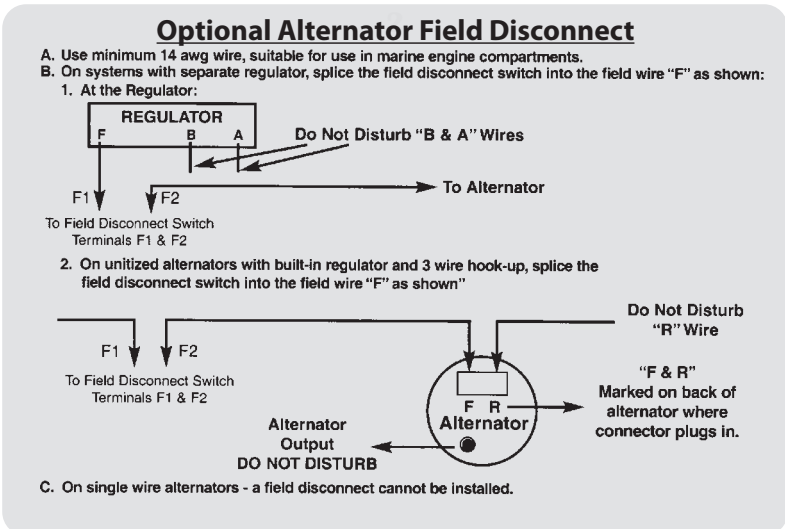 Optional Alternator Field Disconnect
A. Use minimum 14 awg wire, suitable for use in marine engine compartments.
B. On systems with separate regulator, splice the field disconnect switch into the field wire “F” as shown:
1. At the Regulator:
REGULATOR
F B A
Do Not Disturb “B & A” Wires
F1 F2
To Alternator
To Field Disconnect Switch
Terminals F1 & F2
2. On unitized alternators with built-in regulator and 3 wire hook-up, splice the
field disconnect switch into the field wire “F” as shown”
Do Not Disturb
“R” Wire
F1 F2
To Field Disconnect Switch
Terminals F1 & F2
F R
Alternator
“F & R”
Marked on back of
alternator where
connector plugs in.
Alternator
Output
DO NOT DISTURB
C. On single wire alternators - a field disconnect cannot be installed.